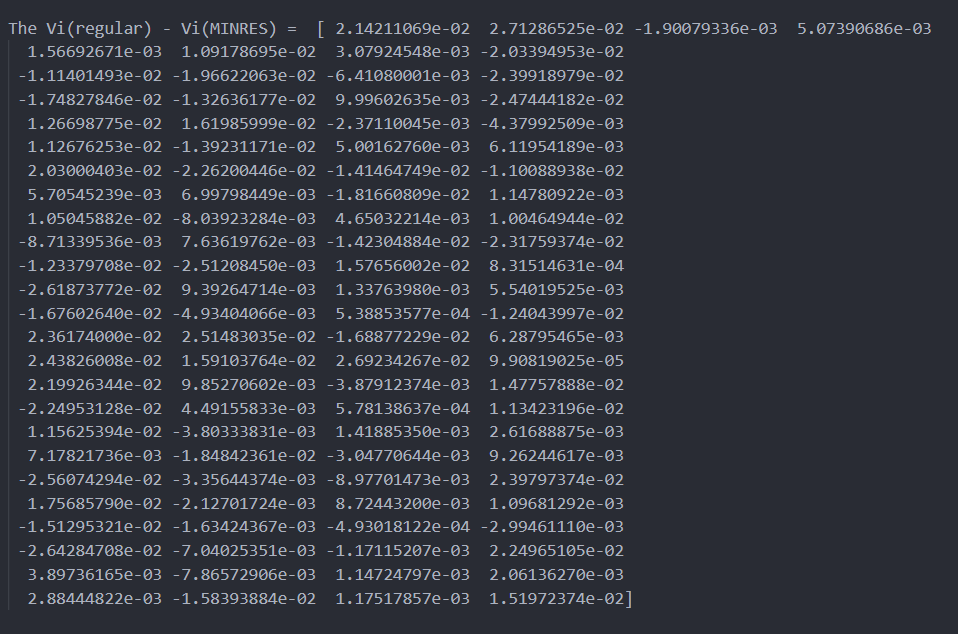 The Vi(regular) - Vi(MINRES) =  [ 2.14211069e-02  2.71286525e-02 -1.90079336e-03  5.07390686e-03
  1.56692671e-03  1.09178695e-02  3.07924548e-03 -2.03394953e-02
 -1.11401493e-02 -1.96622063e-02 -6.41080001e-03 -2.39918979e-02
 -1.74827846e-02 -1.32636177e-02  9.99602635e-03 -2.47444182e-02
  1.26698775e-02  1.61985999e-02 -2.37110045e-03 -4.37992509e-03
  1.12676253e-02 -1.39231171e-02  5.00162760e-03  6.11954189e-03
  2.03000403e-02 -2.26200446e-02 -1.41464749e-02 -1.10088938e-02
  5.70545239e-03  6.99798449e-03 -1.81660809e-02  1.14780922e-03
  1.05045882e-02 -8.03923284e-03  4.65032214e-03  1.00464944e-02
 -8.71339536e-03  7.63619762e-03 -1.42304884e-02 -2.31759374e-02
 -1.23379708e-02 -2.51208450e-03  1.57656002e-02  8.31514631e-04
 -2.61873772e-02  9.39264714e-03  1.33763980e-02  5.54019525e-03
 -1.67602640e-02 -4.93404066e-03  5.38853577e-04 -1.24043997e-02
  2.36174000e-02  2.51483035e-02 -1.68877229e-02  6.28795465e-03
  2.43826008e-02  1.59103764e-02  2.69234267e-02  9.90819025e-05
  2.19926344e-02  9.85270602e-03 -3.87912374e-03  1.47757888e-02
 -2.24953128e-02  4.49155833e-03  5.78138637e-04  1.13423196e-02
  1.15625394e-02 -3.80333831e-03  1.41885350e-03  2.61688875e-03
  7.17821736e-03 -1.84842361e-02 -3.04770644e-03  9.26244617e-03
 -2.56074294e-02 -3.35644374e-03 -8.97701473e-03  2.39797374e-02
  1.75685790e-02 -2.12701724e-03  8.72443200e-03  1.09681292e-03
 -1.51295321e-02 -1.63424367e-03 -4.93018122e-04 -2.99461110e-03
 -2.64284708e-02 -7.04025351e-03 -1.17115207e-03  2.24965105e-02
  3.89736165e-03 -7.86572906e-03  1.14724797e-03  2.06136270e-03
  2.88444822e-03 -1.58393884e-02  1.17517857e-03  1.51972374e-02]